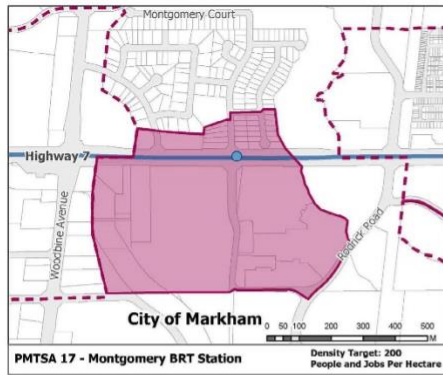 Montgomery Court
Highway 7
Woodbine Avenue
Rodick Road
City of Markham
0 25 50 100 200 300 400 500
M
PMTSA 17 - Montgomery BRT Station
Density Target: 200
People and Jobs Per Hectare